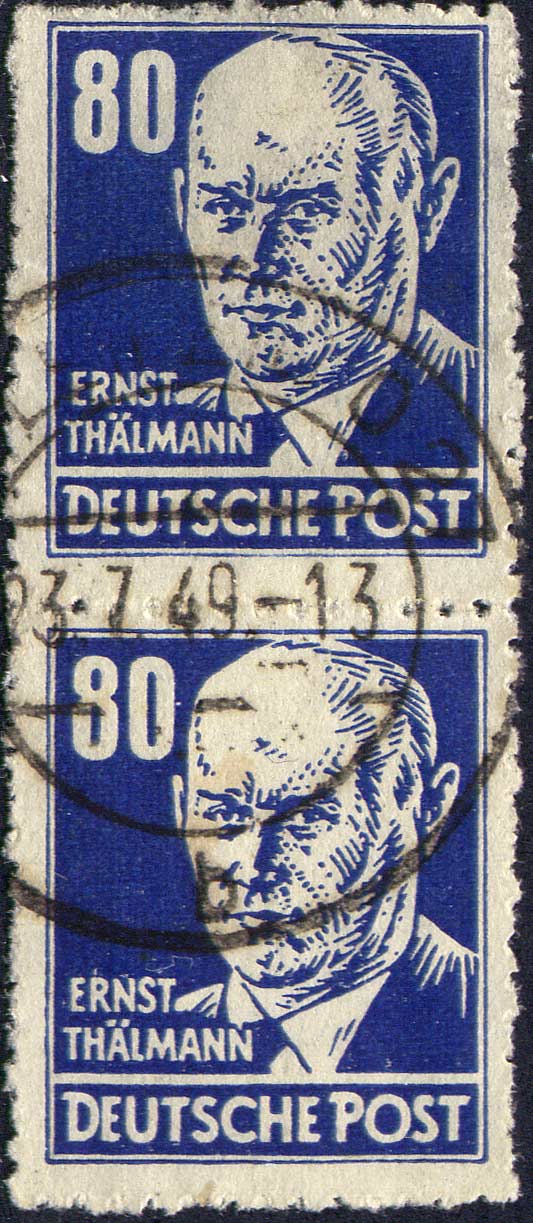 80
ERNST
THÄLMANN
DEUTSCHE POST
23.7.49.-13
80
b
ERNST
THÄLMANN
DEUTSCHE POST